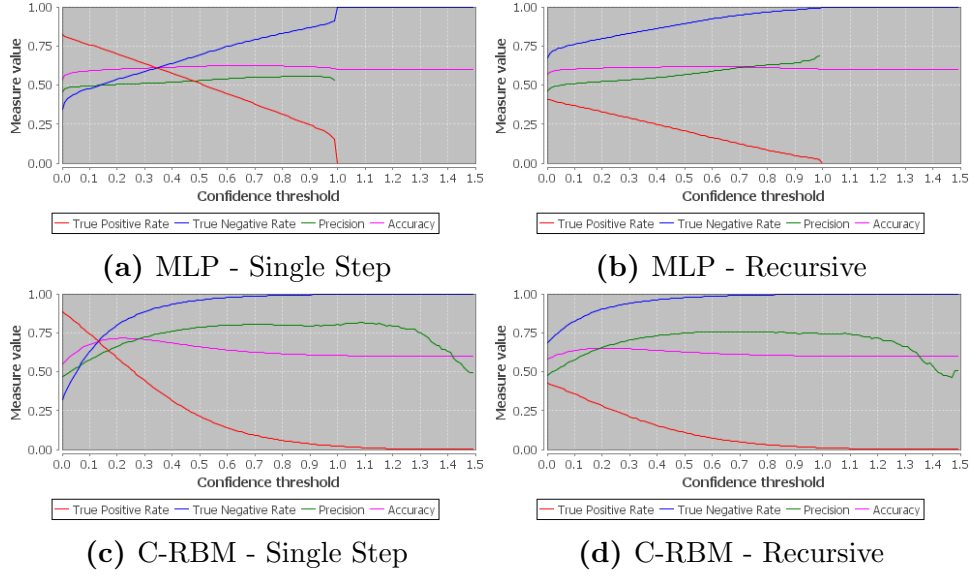 1.00
0.75
0.50
0.25
0.00
Measure value
0.0 0.1 0.2 0.3 0.4 0.5 0.6 0.7 0.8 0.9 1.0 1.1 1.2 1.3 1.4 1.5
Confidence threshold
True Positive Rate True Negative Rate Precision Accuracy
(a) MLP - Single Step
1.00
0.75
0.50
0.25
0.00
Measure value
0.0 0.1 0.2 0.3 0.4 0.5 0.6 0.7 0.8 0.9 1.0 1.1 1.2 1.3 1.4 1.5
Confidence threshold
True Positive Rate True Negative Rate Precision Accuracy
(b) MLP - Recursive
1.00
0.75
0.50
0.25
0.00
Measure value
0.0 0.1 0.2 0.3 0.4 0.5 0.6 0.7 0.8 0.9 1.0 1.1 1.2 1.3 1.4 1.5
Confidence threshold
True Positive Rate True Negative Rate Precision Accuracy
(c) C-RBM - Single Step
1.00
0.75
0.50
0.25
0.00
Measure value
0.0 0.1 0.2 0.3 0.4 0.5 0.6 0.7 0.8 0.9 1.0 1.1 1.2 1.3 1.4 1.5
Confidence threshold
True Positive Rate True Negative Rate Precision Accuracy
(d) C-RBM - Recursive